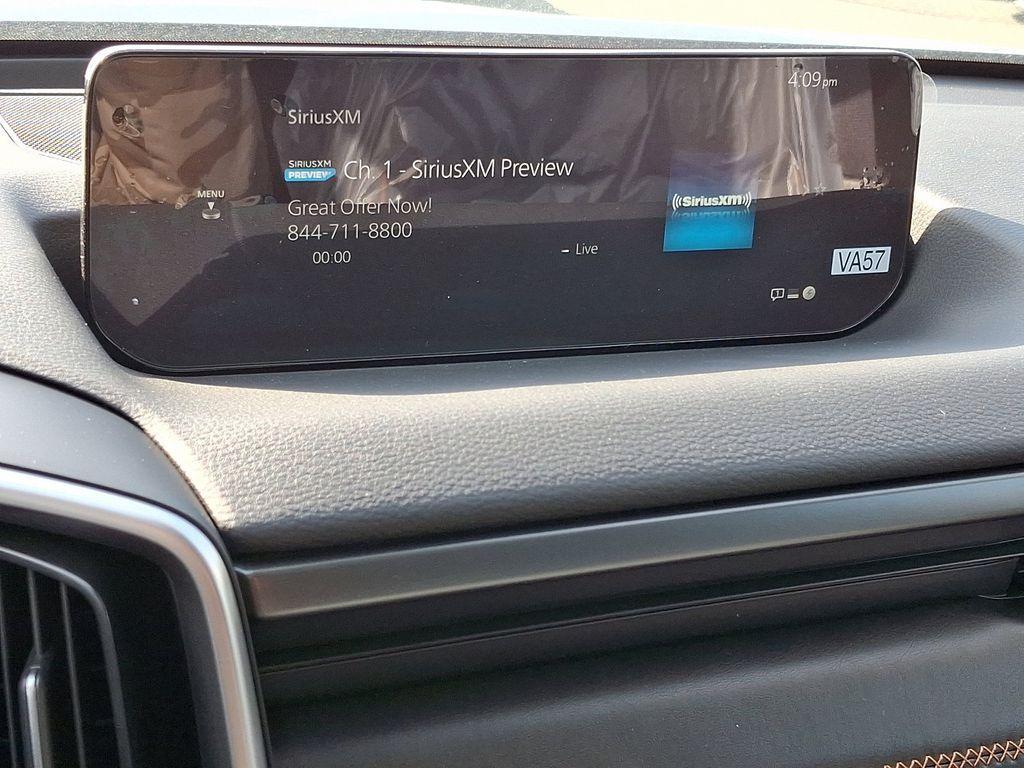 4:09 pm
SiriusXM
SIRIUSXM
PREVIEW
Ch. 1 - SiriusXM Preview
MENU
Great Offer Now!
844-711-8800
00:00
Live
((SiriusXM))
VA57
1